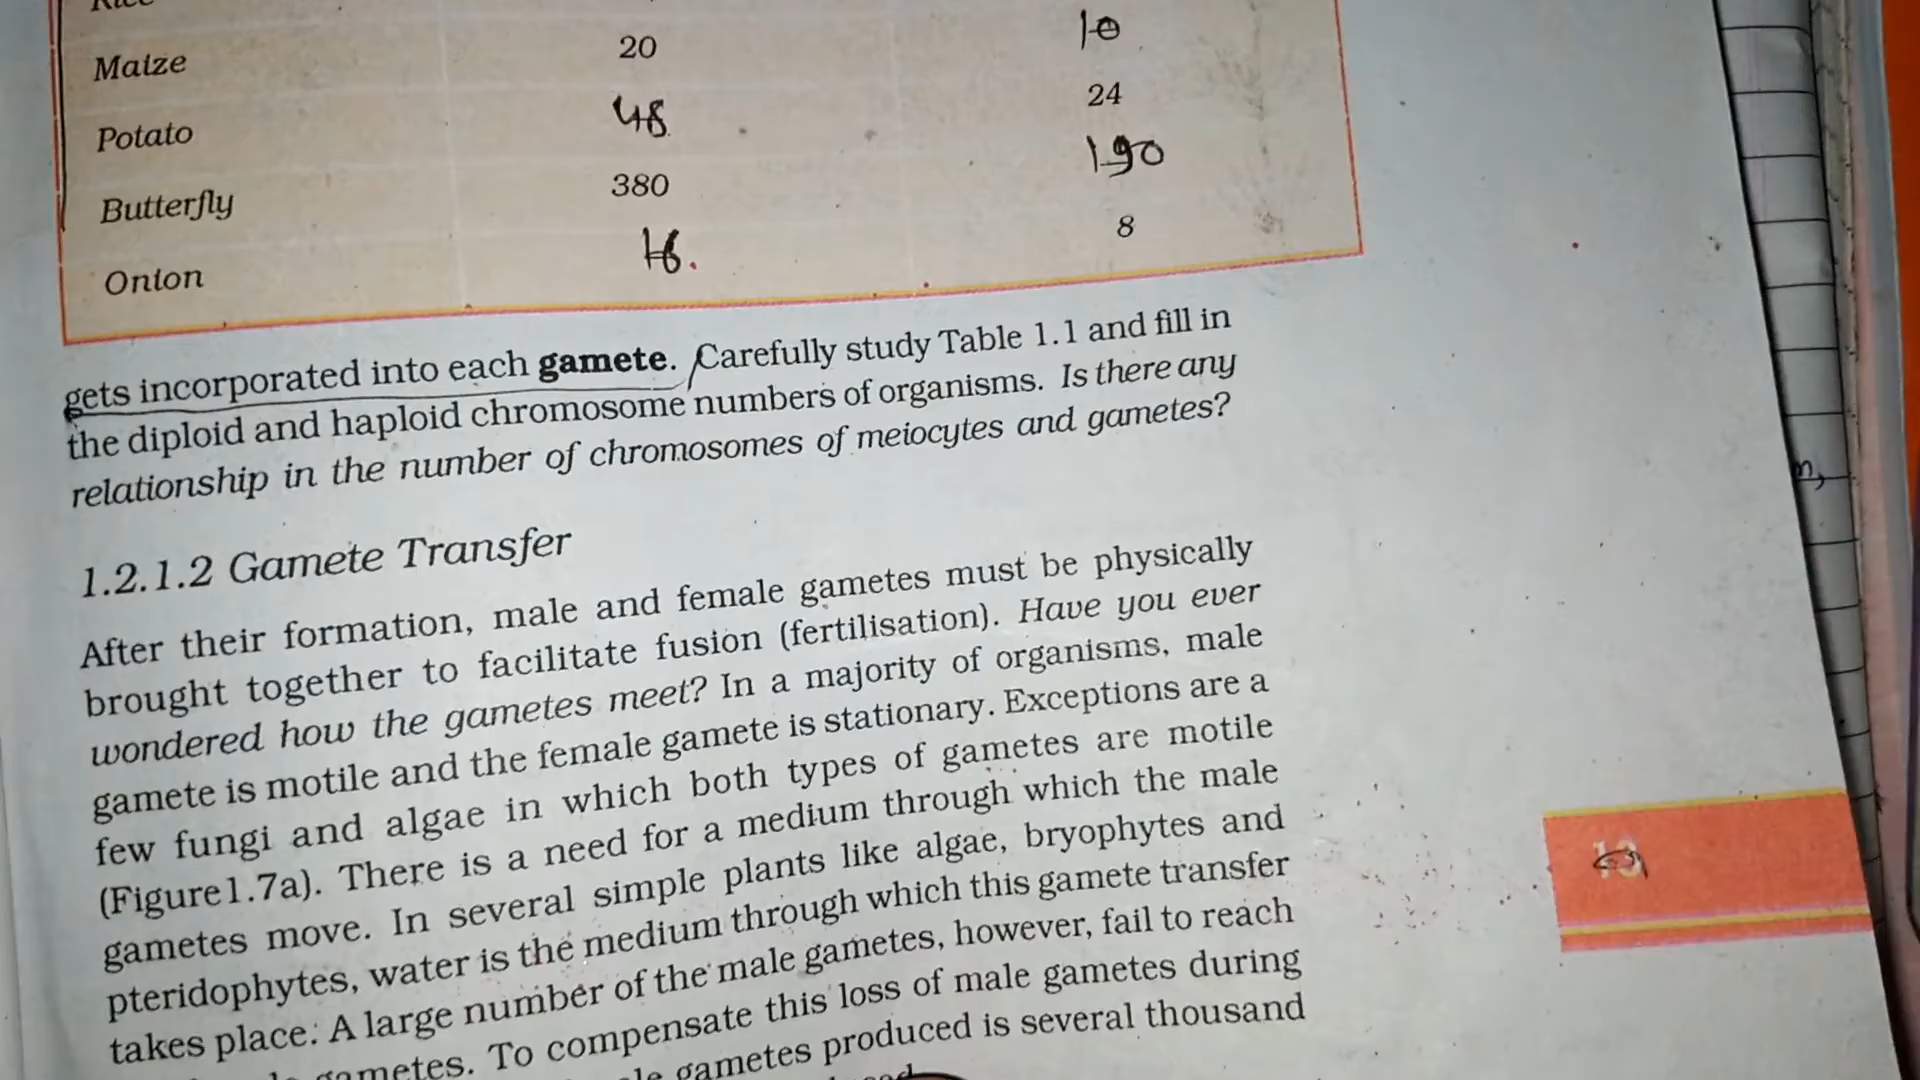 Rice
Maize 20 10
Potato 48 24
Butterfly 380 190
Onion 16. 8
gets incorporated into each gamete. Carefully study Table 1.1 and fill in
the diploid and haploid chromosome numbers of organisms. Is there any
relationship in the number of chromosomes of meiocytes and gametes?
1.2.1.2 Gamete Transfer
After their formation, male and female gametes must be physically
brought together to facilitate fusion (fertilisation). Have you ever
wondered how the gametes meet? In a majority of organisms, male
gamete is motile and the female gamete is stationary. Exceptions are a
few fungi and algae in which both types of gametes are motile
(Figure1.7a). There is a need for a medium through which the male
gametes move. In several simple plants like algae, bryophytes and
pteridophytes, water is the medium through which this gamete transfer
takes place. A large number of the male gametes, however, fail to reach
gametes. To compensate this loss of male gametes during
gametes produced is several thousand
13